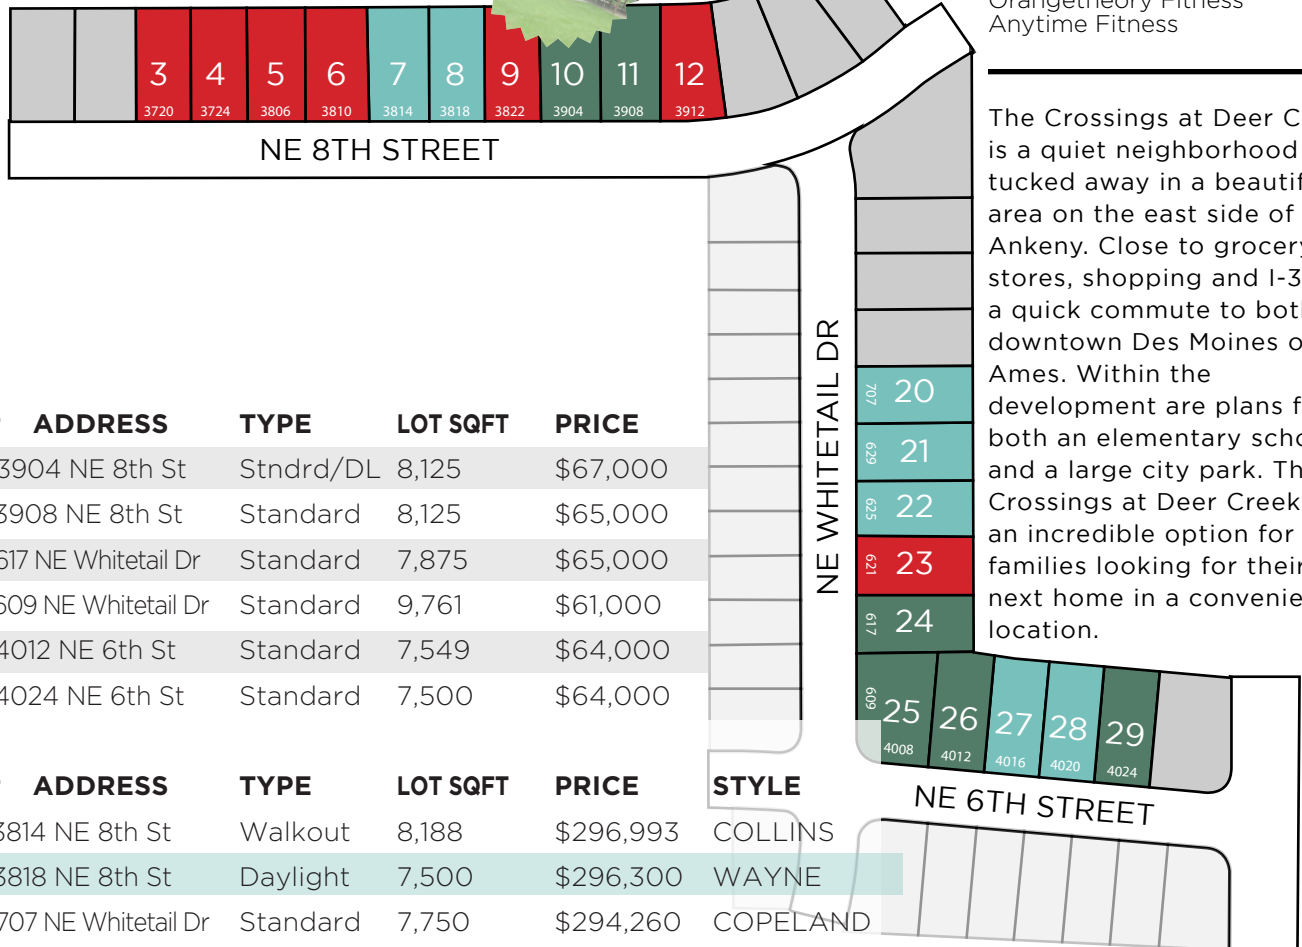 Orangetheory Fitness
Anytime Fitness
3 4 5 6 7 8 9 10 11 12
3720 3724 3806 3810 3814 3818 3822 3904 3908 3912
NE 8TH STREET
The Crossings at Deer C
is a quiet neighborhood
tucked away in a beautif
area on the east side of
Ankeny. Close to grocery
stores, shopping and I-3
a quick commute to both
downtown Des Moines o
Ames. Within the
development are plans f
both an elementary scho
and a large city park. Th
Crossings at Deer Creek
an incredible option for
families looking for their
next home in a convenie
location.
NE WHITETAIL DR
707 20
629 21
625 22
621 23
617 24
609 25 26 27 28 29
4008 4012 4016 4020 4024
NE 6TH STREET
ADDRESS TYPE LOT SQFT PRICE
3904 NE 8th St Stndrd/DL 8,125 $67,000
3908 NE 8th St Standard 8,125 $65,000
617 NE Whitetail Dr Standard 7,875 $65,000
609 NE Whitetail Dr Standard 9,761 $61,000
4012 NE 6th St Standard 7,549 $64,000
4024 NE 6th St Standard 7,500 $64,000
ADDRESS TYPE LOT SQFT PRICE STYLE
3814 NE 8th St Walkout 8,188 $296,993 COLLINS
3818 NE 8th St Daylight 7,500 $296,300 WAYNE
707 NE Whitetail Dr Standard 7,750 $294,260 COPELAND